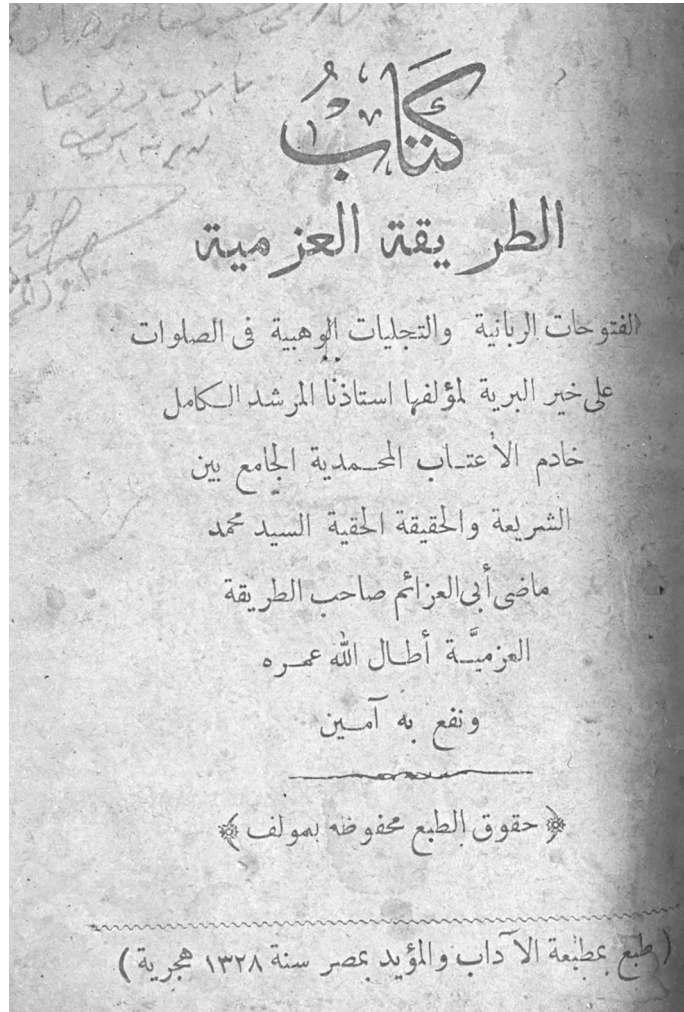 كتاب
الطريقة العزمية
الفتوحات الربانية والتجليات الوهبية فى الصلوات
على خير البرية لمؤلفها استاذنا المرشد الكامل
خادم الأعتاب المحمدية الجامع بين
الشريعة والحقيقة الحقية السيد محمد
ماضى أبى العزائم صاحب الطريقة
العزميَّة أطال الله عمره
ونفع به آمين
﴿ حقوق الطبع محفوظه بمولف ﴾
( طبع بمطبعة الآداب والمؤيد بمصر سنة ١٣٢٨ هجرية )